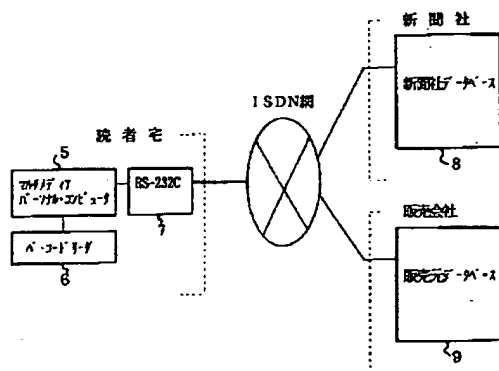 新聞社
新聞社データベース
8
ISDN網
読者宅
5
マルチメディア
パーソナル・コンピュータ
RS-232C
7
バーコードリーダ
6
販売会社
販売元データベース
9